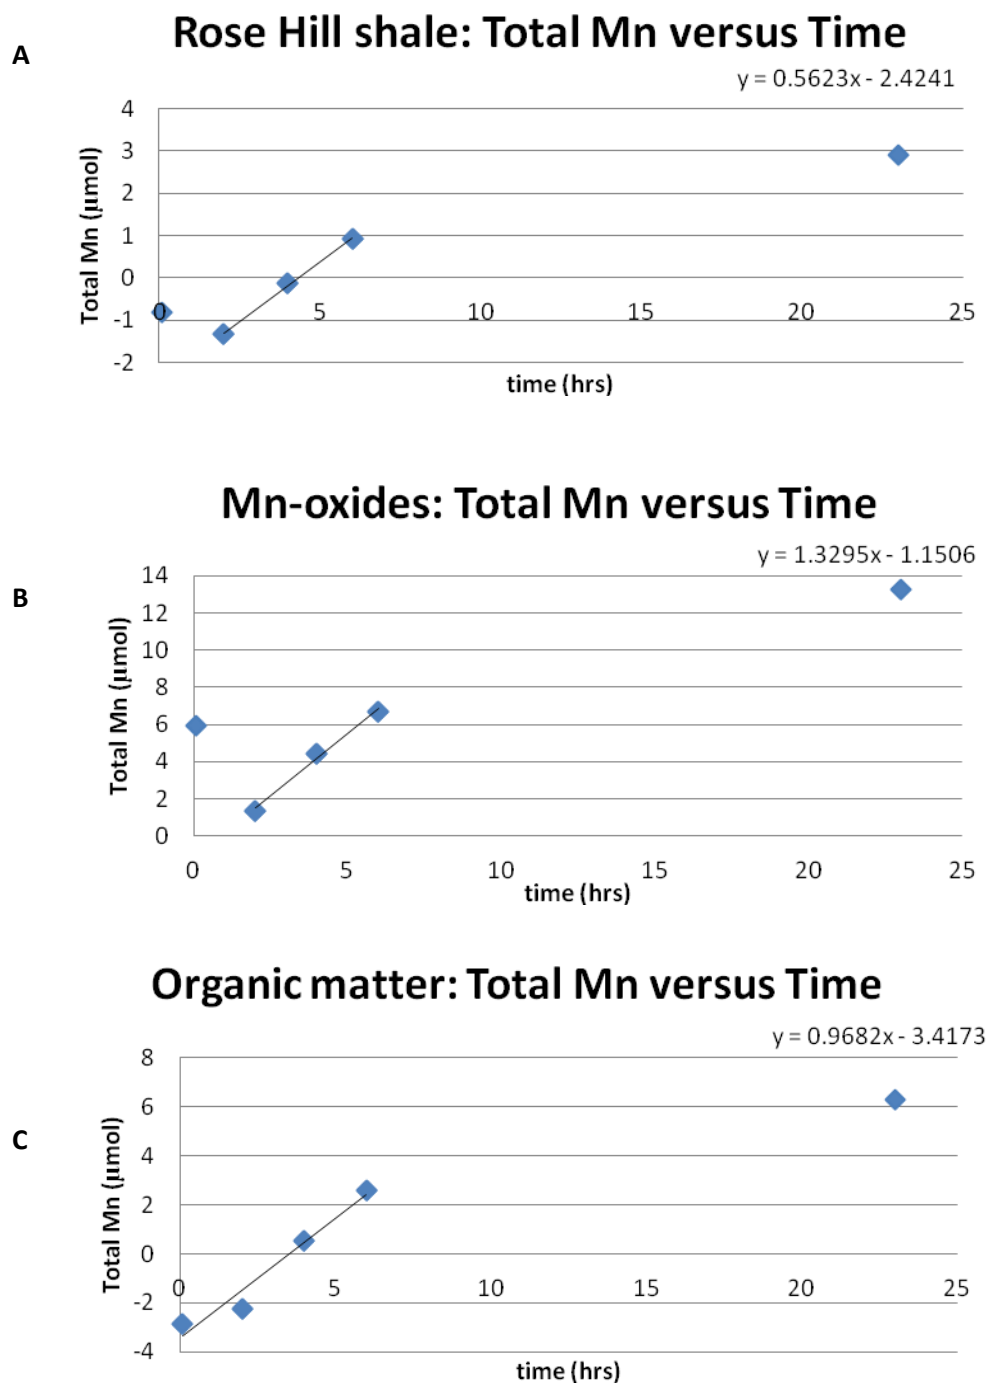 A
Rose Hill shale: Total Mn versus Time
y = 0.5623x - 2.4241
Total Mn (μmol)
4
3
2
1
0
-1
-2
0 5 10 15 20 25
time (hrs)
B
Mn-oxides: Total Mn versus Time
y = 1.3295x - 1.1506
Total Mn (μmol)
14
12
10
8
6
4
2
0
0 5 10 15 20 25
time (hrs)
C
Organic matter: Total Mn versus Time
y = 0.9682x - 3.4173
Total Mn (μmol)
8
6
4
2
0
-2
-4
0 5 10 15 20 25
time (hrs)